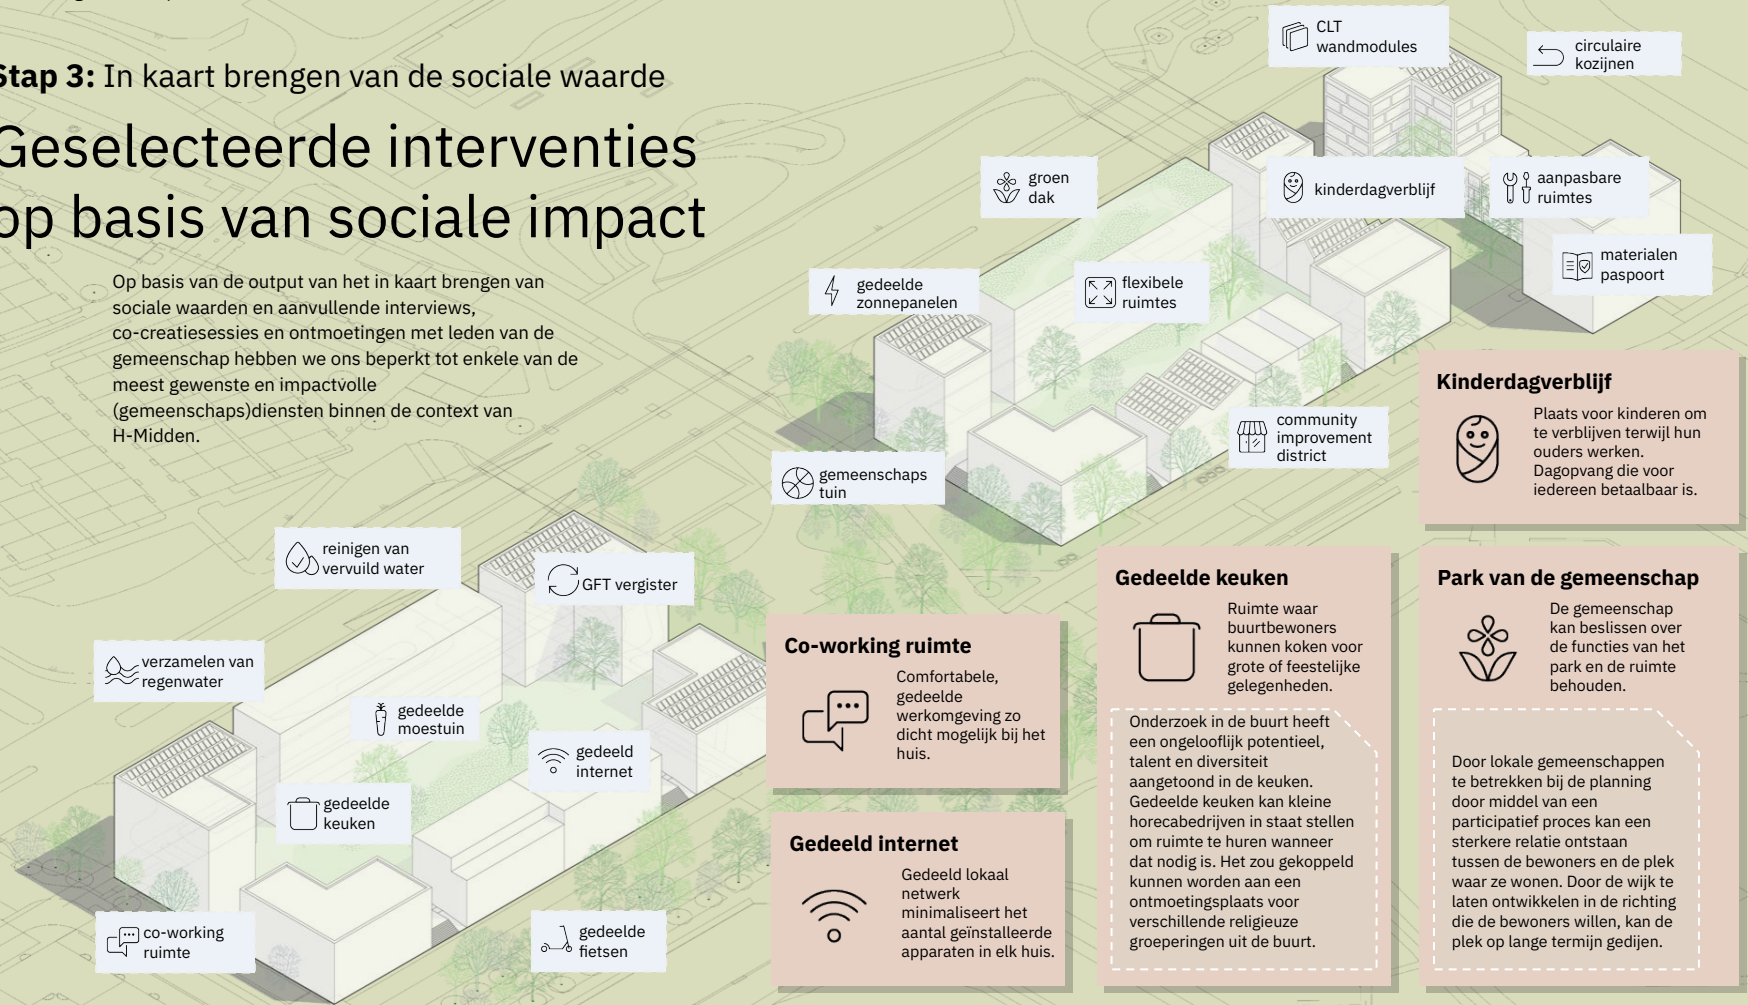 Stap 3: In kaart brengen van de sociale waarde
Geselecteerde interventies
op basis van sociale impact
Op basis van de output van het in kaart brengen van
sociale waarden en aanvullende interviews,
co-creatiesessies en ontmoetingen met leden van de
gemeenschap hebben we ons beperkt tot enkele van de
meest gewenste en impactvolle
(gemeenschaps)diensten binnen de context van
H-Midden.
CLT
wandmodules
circulaire
kozijnen
groen
dak
kinderdagverblijf
aanpasbare
ruimtes
materialen
paspoort
gedeelde
zonnepanelen
flexibele
ruimtes
community
improvement
district
gemeenschaps
tuin
reinigen van
vervuild water
GFT vergister
verzamelen van
regenwater
gedeelde
moestuin
gedeeld
internet
gedeelde
keuken
co-working
ruimte
gedeelde
fietsen
Kinderdagverblijf
Plaats voor kinderen om
te verblijven terwijl hun
ouders werken.
Dagopvang die voor
iedereen betaalbaar is.
Co-working ruimte
Comfortabele,
gedeelde
werkomgeving zo
dicht mogelijk bij het
huis.
Gedeeld internet
Gedeeld lokaal
netwerk
minimaliseert het
aantal geïnstalleerde
apparaten in elk huis.
Gedeelde keuken
Ruimte waar
buurtbewoners
kunnen koken voor
grote of feestelijke
gelegenheden.
Onderzoek in de buurt heeft
een ongelooflijk potentieel,
talent en diversiteit
aangetoond in de keuken.
Gedeelde keuken kan kleine
horecabedrijven in staat stellen
om ruimte te huren wanneer
dat nodig is. Het zou gekoppeld
kunnen worden aan een
ontmoetingsplaats voor
verschillende religieuze
groeperingen uit de buurt.
Park van de gemeenschap
De gemeenschap
kan beslissen over
de functies van het
park en de ruimte
behouden.
Door lokale gemeenschappen
te betrekken bij de planning
door middel van een
participatief proces kan een
sterkere relatie ontstaan
tussen de bewoners en de plek
waar ze wonen. Door de wijk te
laten ontwikkelen in de richting
die de bewoners willen, kan de
plek op lange termijn gedijen.